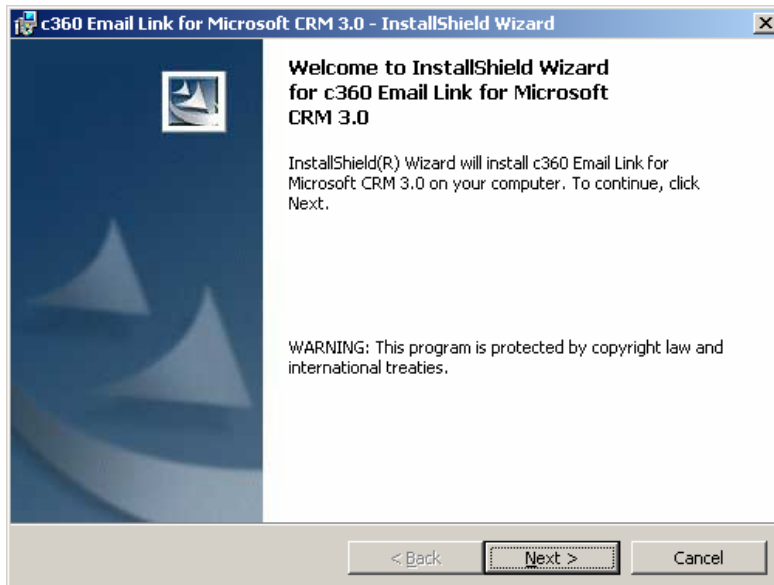 c360 Email Link for Microsoft CRM 3.0 - InstallShield Wizard
Welcome to InstallShield Wizard
for c360 Email Link for Microsoft
CRM 3.0
InstallShield(R) Wizard will install c360 Email Link for
Microsoft CRM 3.0 on your computer. To continue, click
Next.
WARNING: This program is protected by copyright law and
international treaties.
< Back
Next >
Cancel